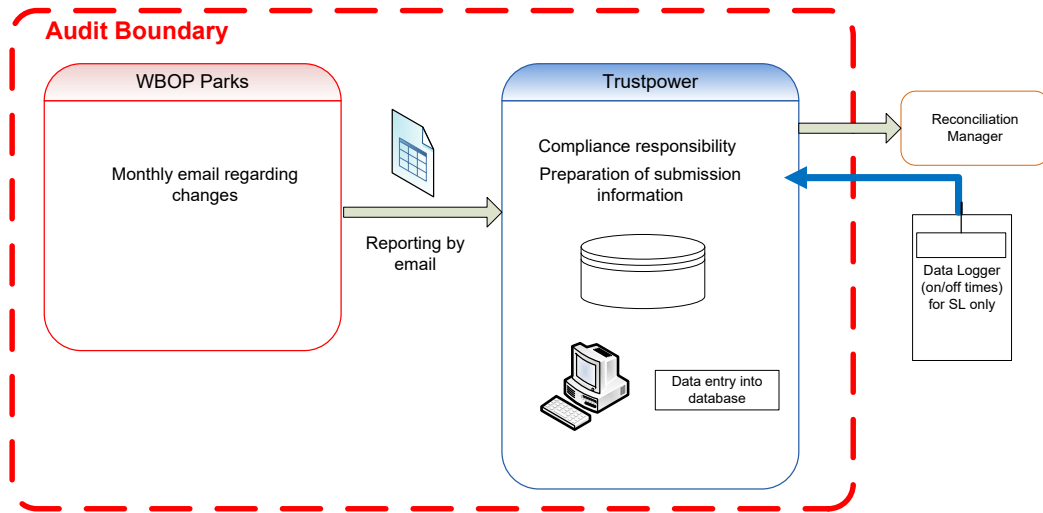 Audit Boundary
WBOP Parks
Monthly email regarding
changes
Reporting by
email
Trustpower
Compliance responsibility
Preparation of submission
information
Data entry into
database
Reconciliation
Manager
Data Logger
(on/off times)
for SL only